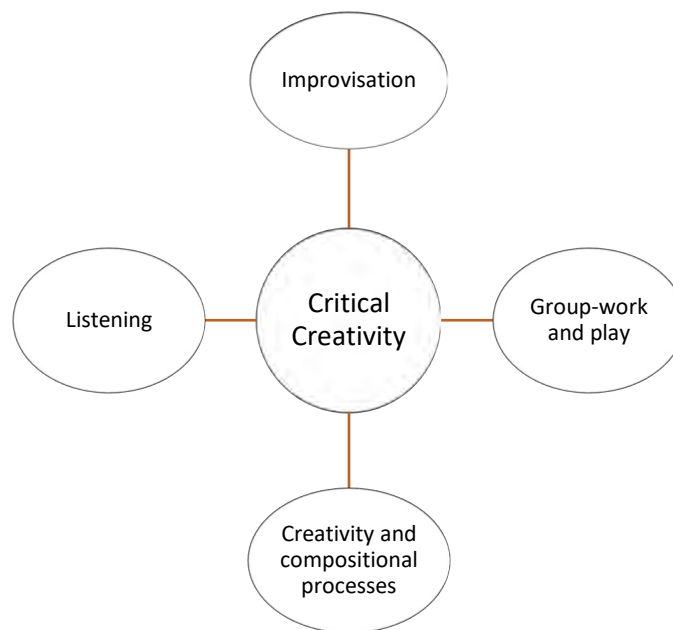 Improvisation
Listening
Critical
Creativity
Group-work
and play
Creativity and
compositional
processes